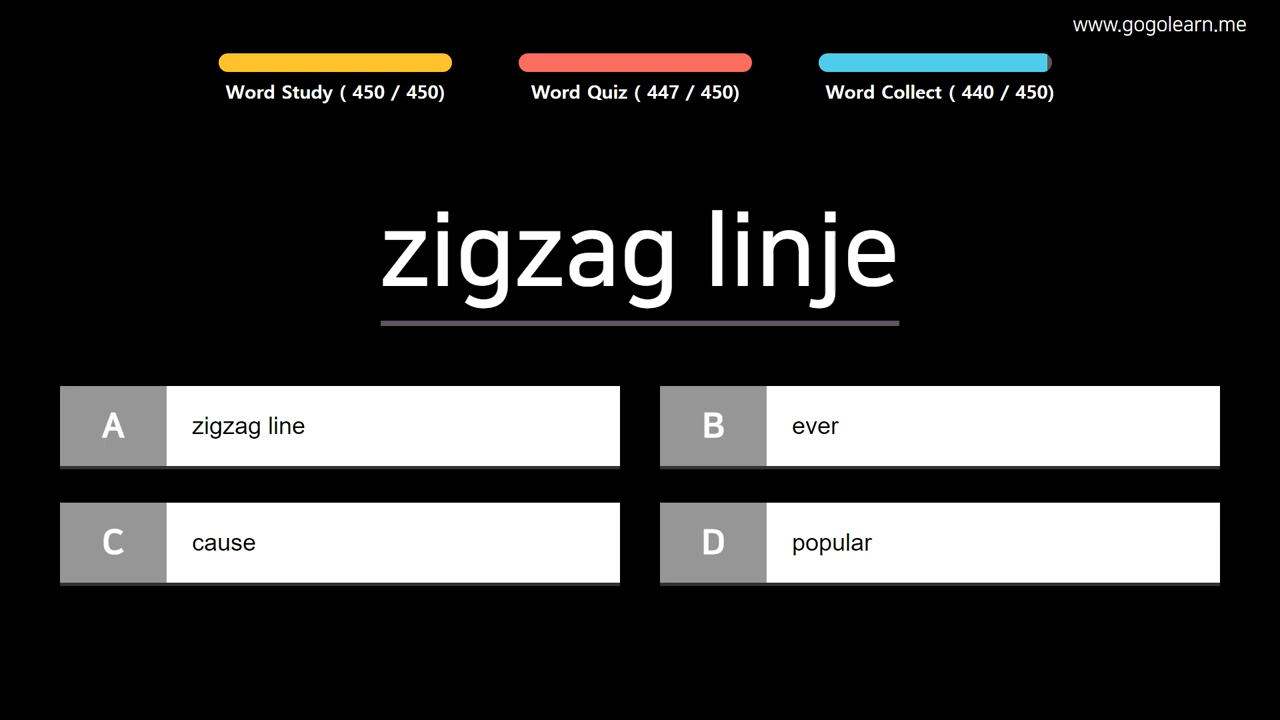 www.gogolearn.me
Word Study ( 450 / 450)
Word Quiz ( 447 / 450)
Word Collect ( 440 / 450)
zigzag linje
A zigzag line
B ever
C cause
D popular